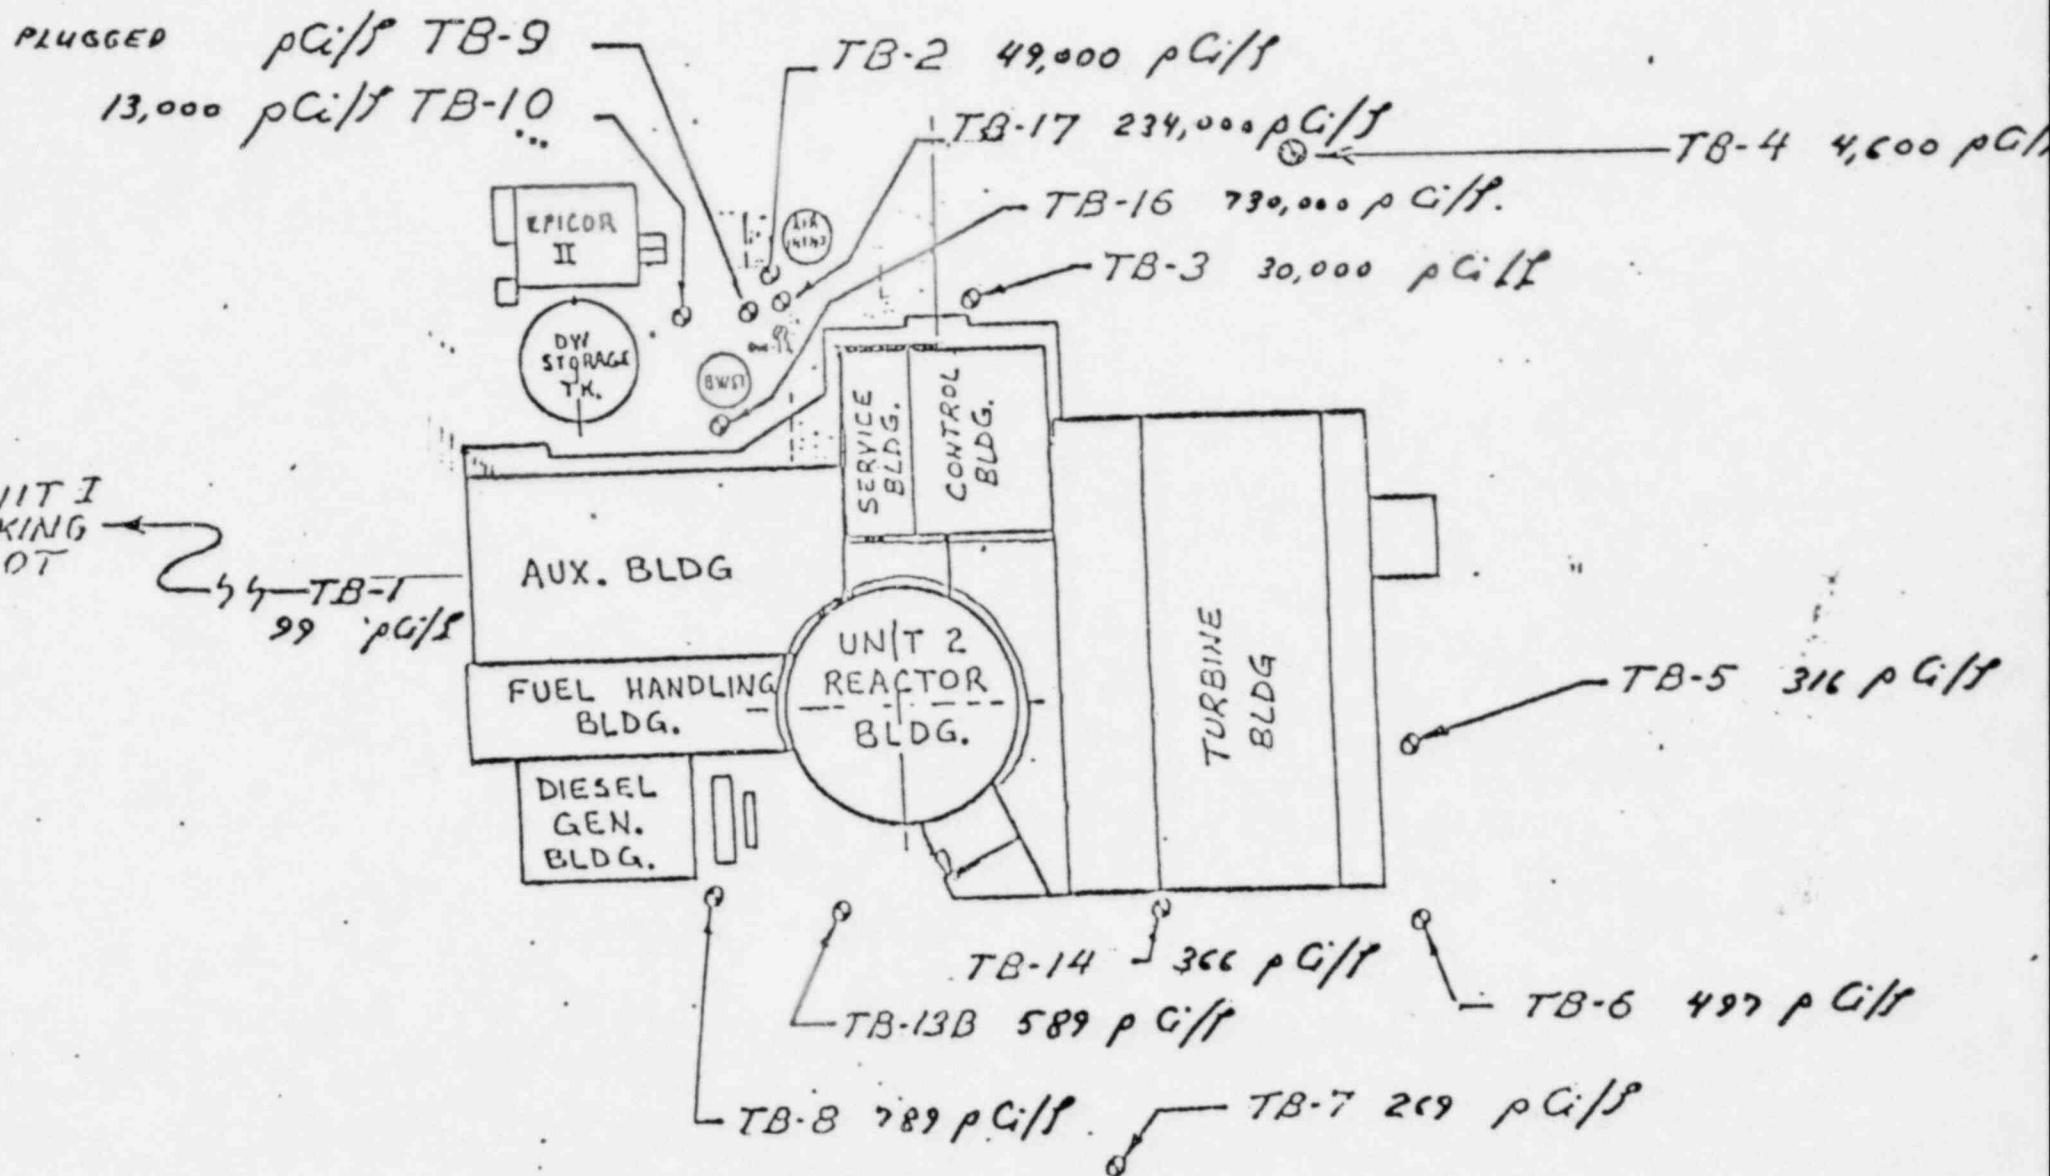 PLUGGED pCi/l TB-9
13,000 pCi/l TB-10
TB-2 49,000 pCi/l
TB-17 234,000 pCi/l
TB-4 4,600 pCi/
TB-16 730,000 pCi/l.
TB-3 30,000 pCi/l
EPICOR
II
AIR
DW
STORAGE
TK.
BWST
SERVICE
BLDG.
CONTROL
BLDG.
IIT I
KING
OT
TB-1
99 pCi/l
AUX. BLDG
UNIT 2
REACTOR
BLDG.
FUEL HANDLING
BLDG.
TURBINE
BLDG
TB-5 316 pCi/l
DIESEL
GEN.
BLDG.
TB-14 366 pCi/l
TB-13B 589 pCi/l
TB-6 497 pCi/l
TB-8 789 pCi/l
TB-7 269 pCi/l